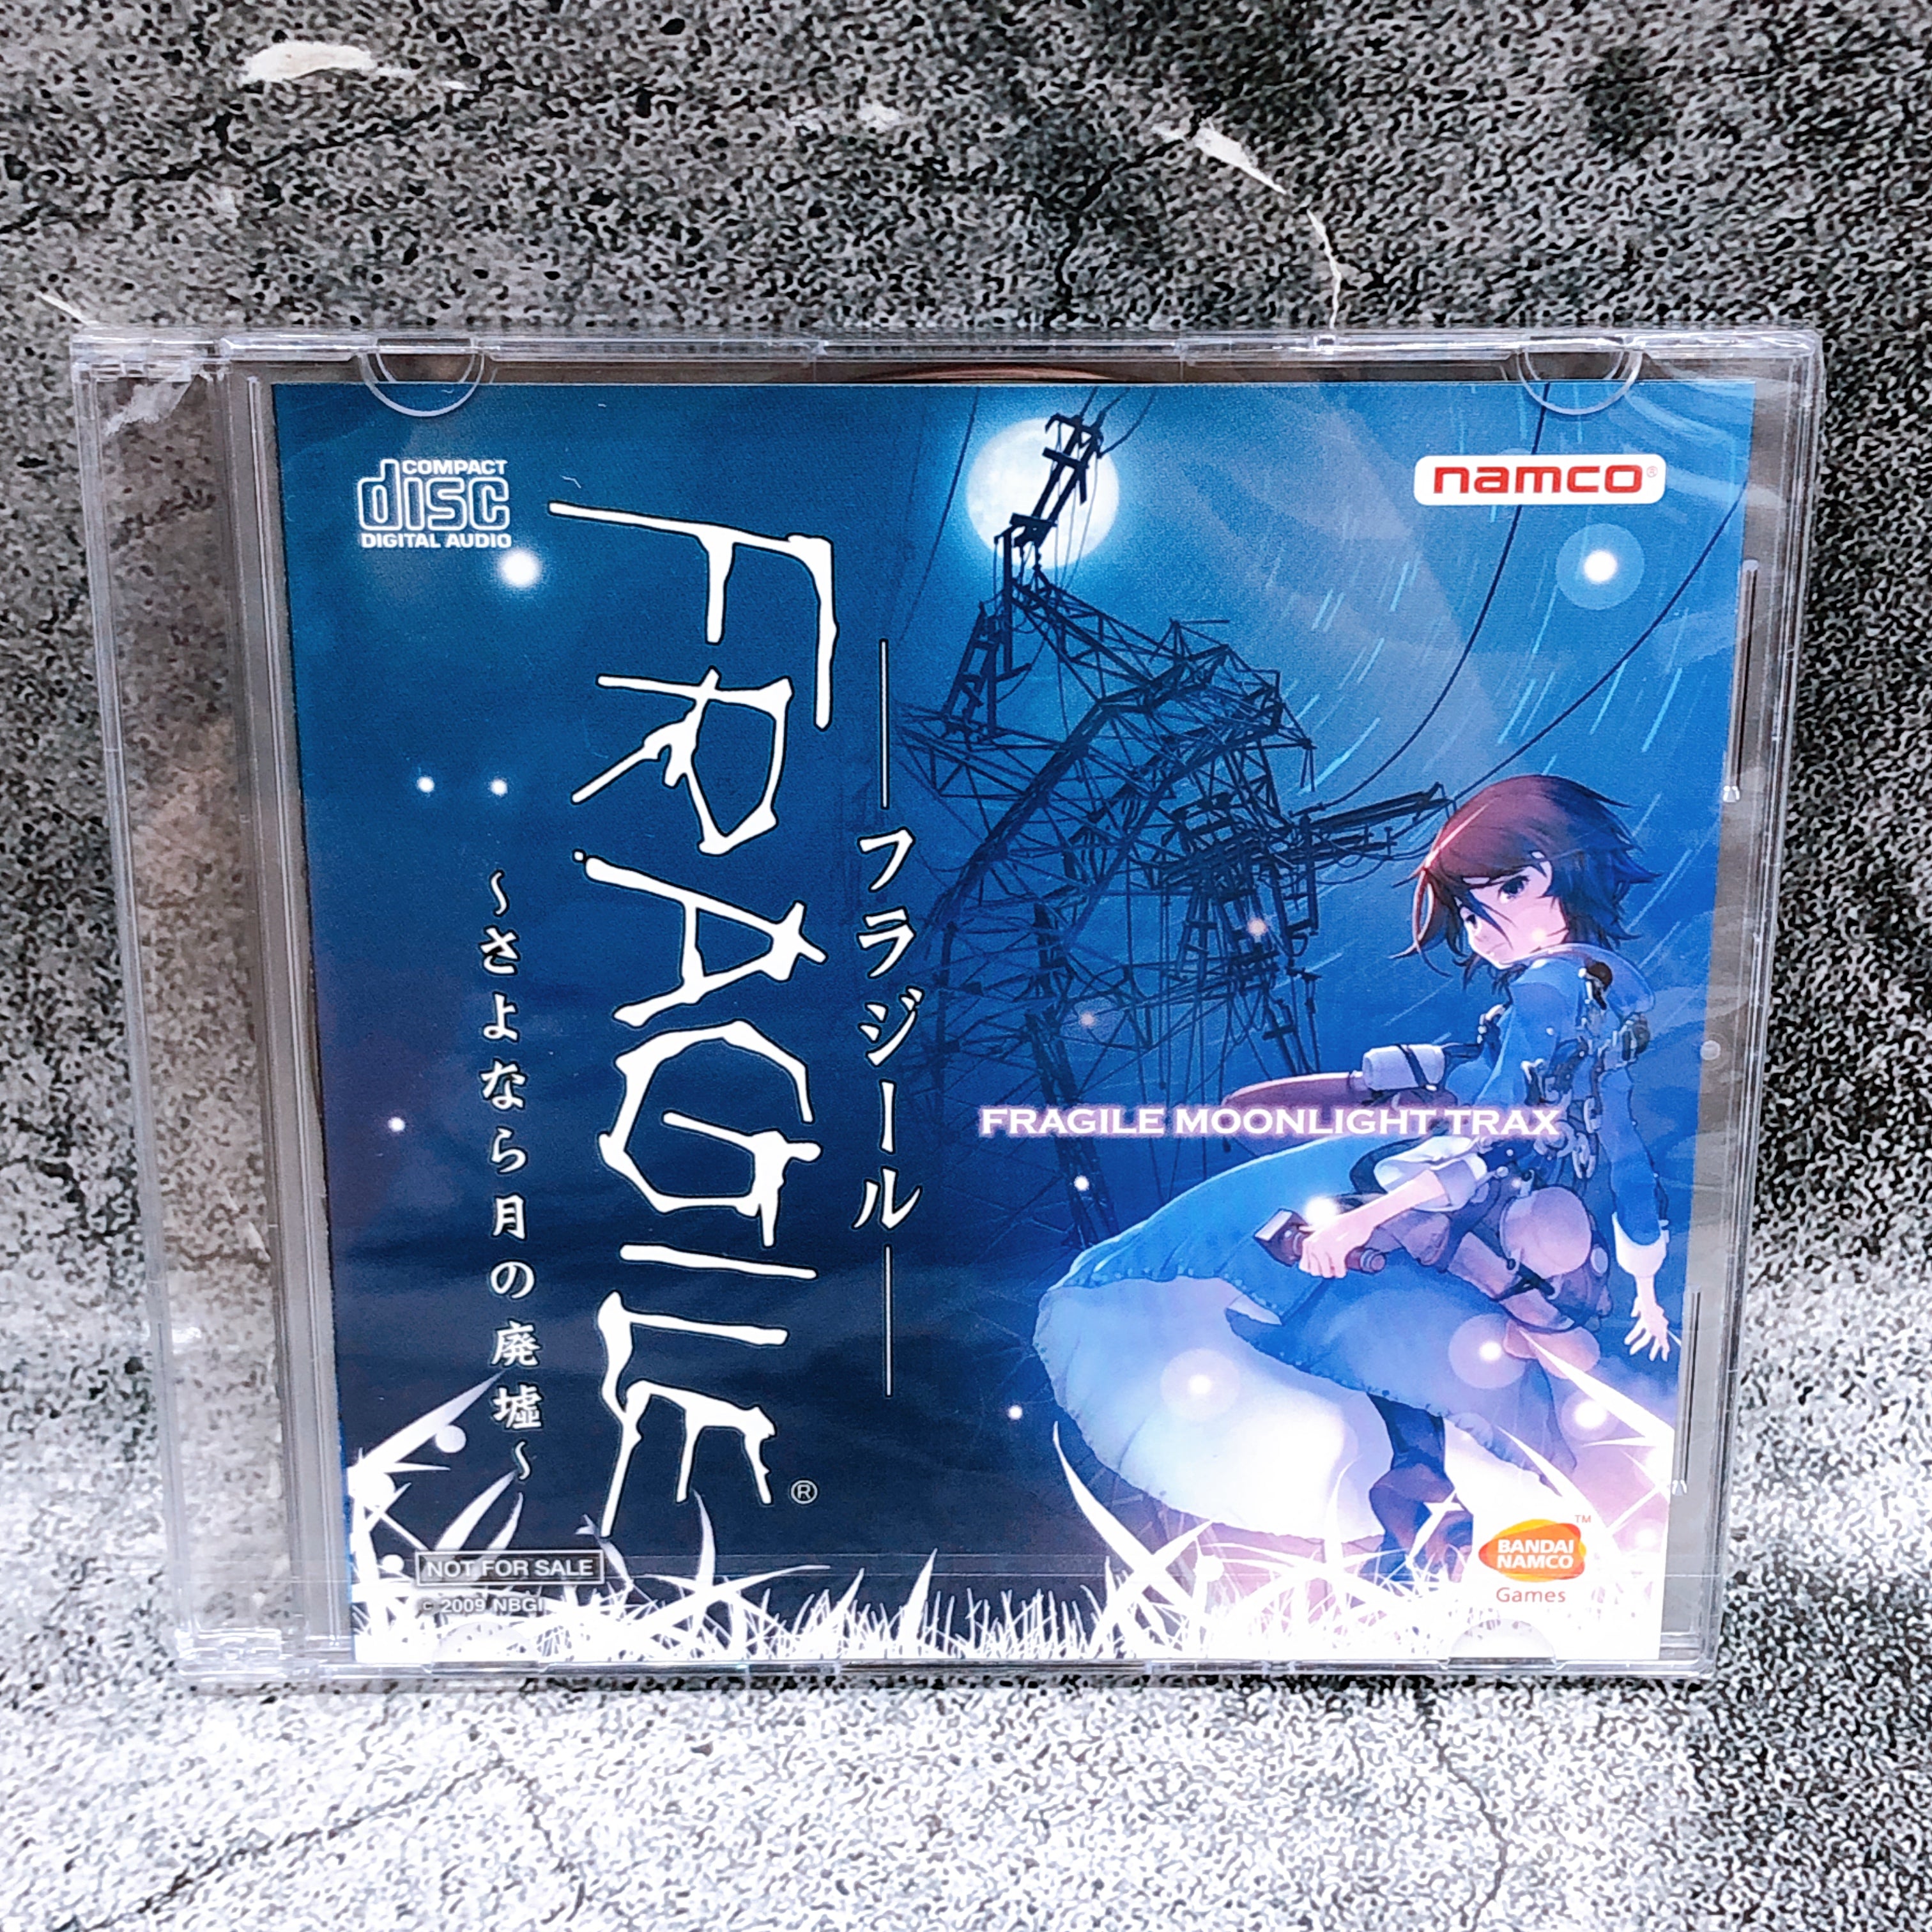 COMPACT
disc
DIGITAL AUDIO
namco®
FRAGILE®
フラジール
～さよなら月の廃墟～
FRAGILE MOONLIGHT TRAX
NOT FOR SALE
© 2009 NBGI
BANDAI
NAMCO
TM
Games